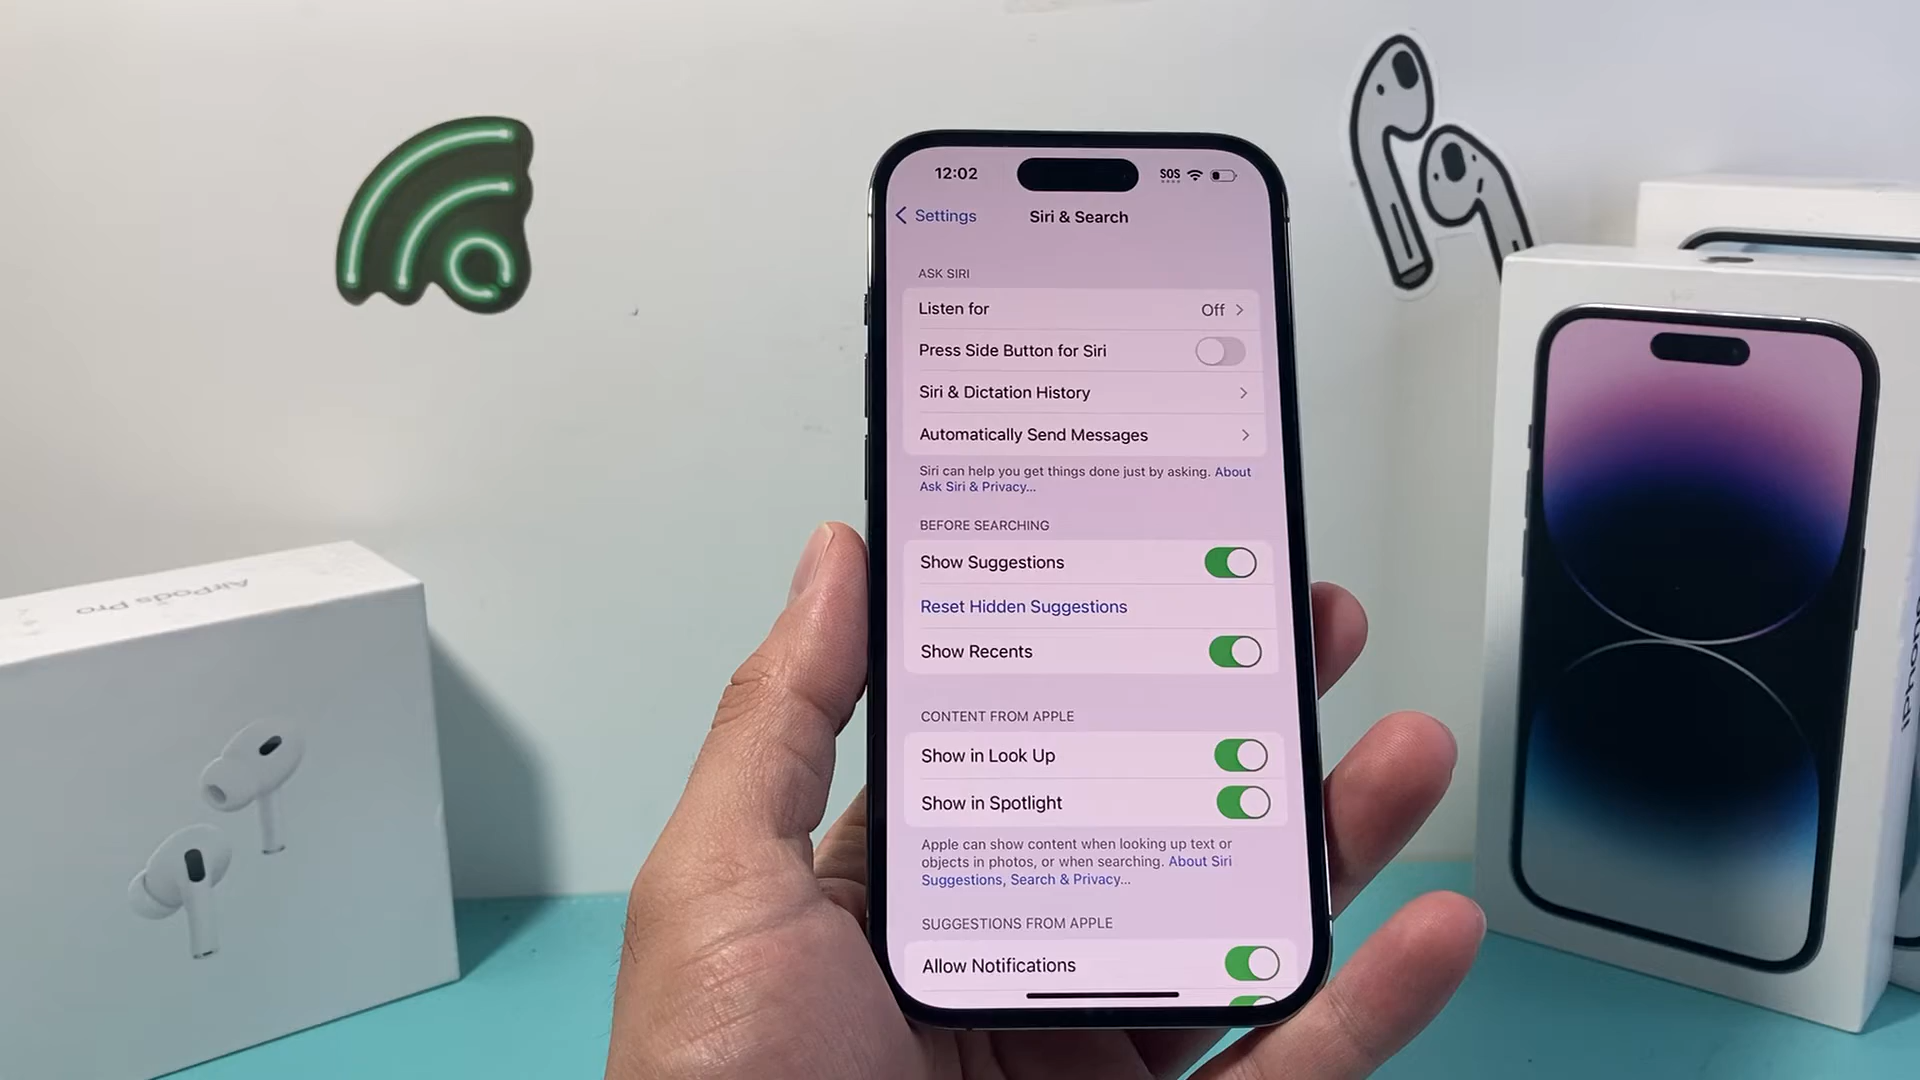 12:02
SOS
Settings
Siri & Search
ASK SIRI
Listen for
Off
Press Side Button for Siri
Siri & Dictation History
Automatically Send Messages
Siri can help you get things done just by asking. About
Ask Siri & Privacy...
BEFORE SEARCHING
Show Suggestions
Reset Hidden Suggestions
Show Recents
CONTENT FROM APPLE
Show in Look Up
Show in Spotlight
Apple can show content when looking up text or
objects in photos, or when searching. About Siri
Suggestions, Search & Privacy...
SUGGESTIONS FROM APPLE
Allow Notifications
AirPods Pro
iPhone